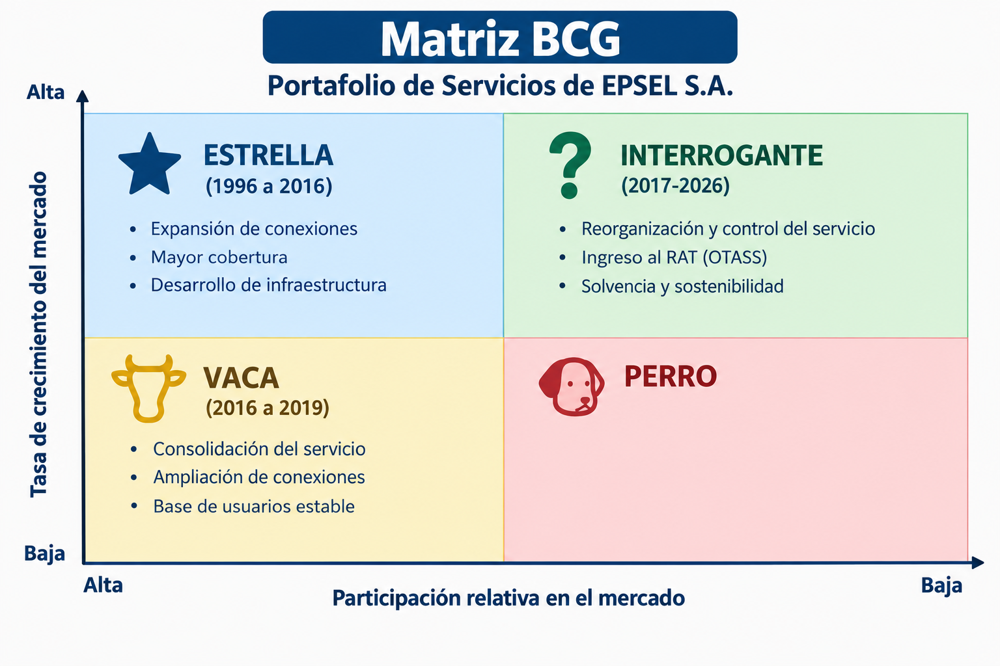 Matriz BCG
Portafolio de Servicios de EPSEL S.A.
Alta
Tasa de crecimiento del mercado
Baja
ESTRELLA
(1996 a 2016)
• Expansión de conexiones
• Mayor cobertura
• Desarrollo de infraestructura
INTERROGANTE
(2017-2026)
• Reorganización y control del servicio
• Ingreso al RAT (OTASS)
• Solvencia y sostenibilidad
VACA
(2016 a 2019)
• Consolidación del servicio
• Ampliación de conexiones
• Base de usuarios estable
PERRO
Alta
Participación relativa en el mercado
Baja